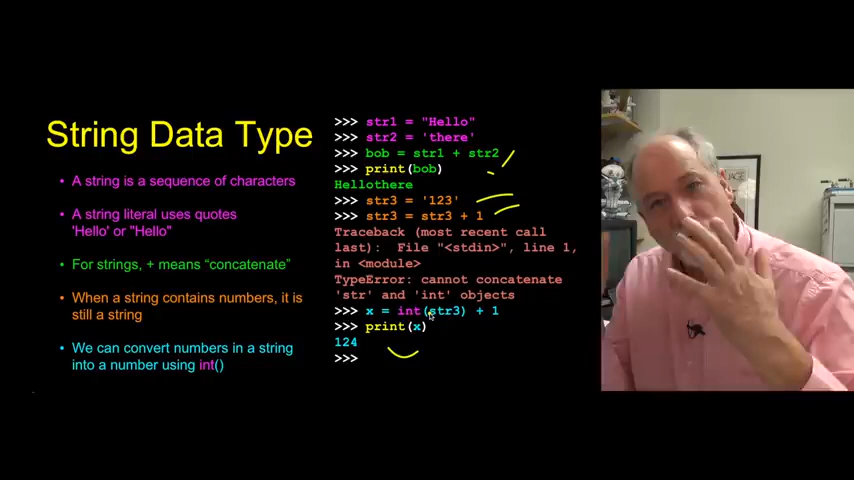 String Data Type
• A string is a sequence of characters
• A string literal uses quotes
'Hello' or "Hello"
• For strings, + means “concatenate”
• When a string contains numbers, it is
still a string
• We can convert numbers in a string
into a number using int()
>>> str1 = "Hello"
>>> str2 = 'there'
>>> bob = str1 + str2
>>> print(bob)
Hellothere
>>> str3 = '123'
>>> str3 = str3 + 1
Traceback (most recent call
last): File "<stdin>", line 1,
in <module>
TypeError: cannot concatenate
'str' and 'int' objects
>>> x = int(str3) + 1
>>> print(x)
124
>>>